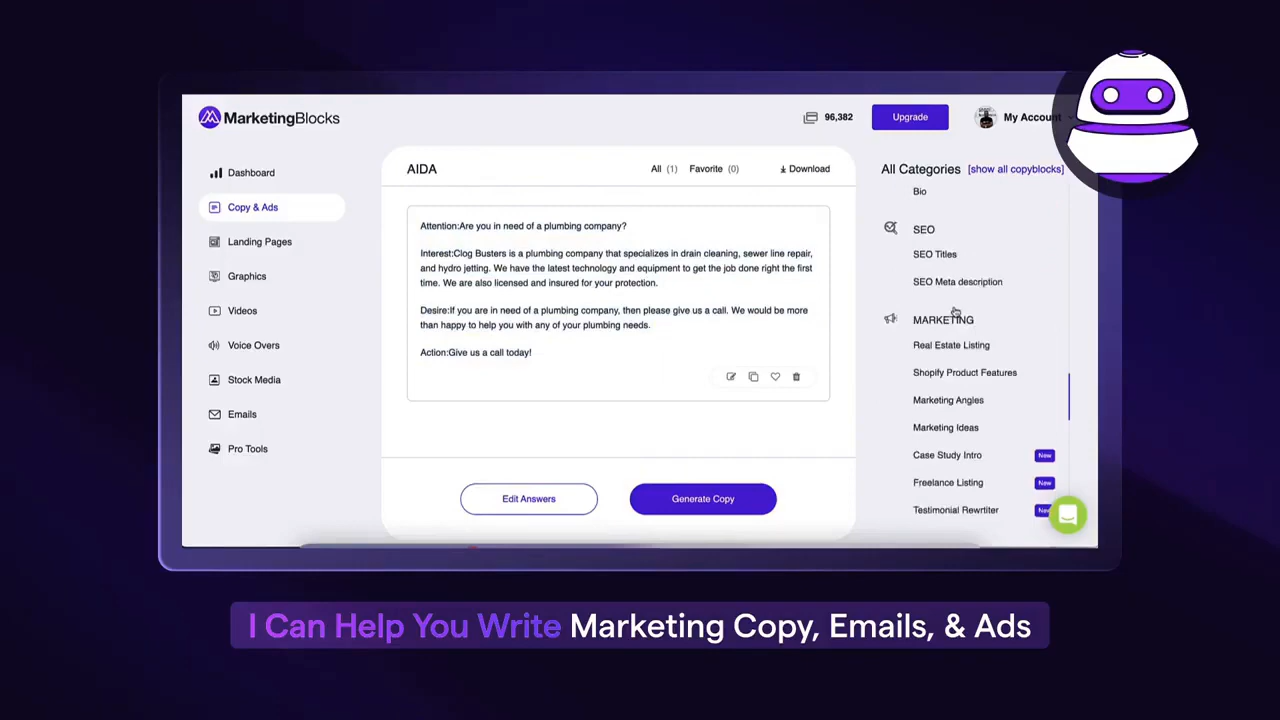 MarketingBlocks
96,382
Upgrade
My Account
Dashboard
Copy & Ads
Landing Pages
Graphics
Videos
Voice Overs
Stock Media
Emails
Pro Tools
AIDA
All (1)
Favorite (0)
Download
Attention:Are you in need of a plumbing company?
Interest:Clog Busters is a plumbing company that specializes in drain cleaning, sewer line repair,
and hydro jetting. We have the latest technology and equipment to get the job done right the first
time. We are also licensed and insured for your protection.
Desire:If you are in need of a plumbing company, then please give us a call. We would be more
than happy to help you with any of your plumbing needs.
Action:Give us a call today!
Edit Answers
Generate Copy
All Categories [show all copyblocks]
Bio
SEO
SEO Titles
SEO Meta description
MARKETING
Real Estate Listing
Shopify Product Features
Marketing Angles
Marketing Ideas
Case Study Intro New
Freelance Listing New
Testimonial Rewrtiter New
I Can Help You Write Marketing Copy, Emails, & Ads